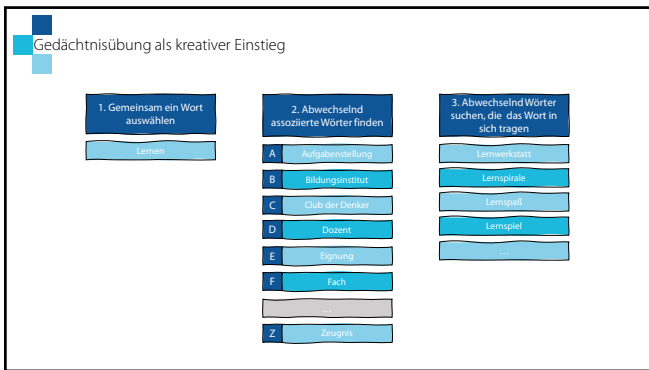 Gedächtnisübung als kreativer Einstieg
1. Gemeinsam ein Wort
auswählen
Lernen
2. Abwechselnd
assoziierte Wörter finden
A Aufgabenstellung
B Bildungsinstitut
C Club der Denker
D Dozent
E Eignung
F Fach
...
Z Zeugnis
3. Abwechselnd Wörter
suchen, die das Wort in
sich tragen
Lernwerkstatt
Lernspirale
Lernspaß
Lernspiel
...